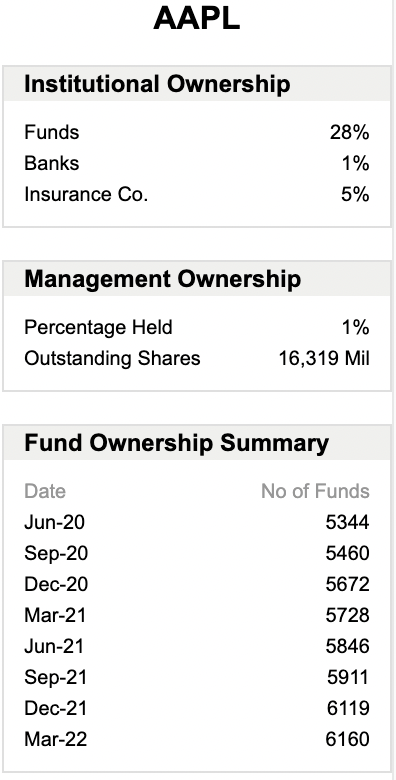 AAPL
Institutional Ownership
Funds 28%
Banks 1%
Insurance Co. 5%
Management Ownership
Percentage Held 1%
Outstanding Shares 16,319 Mil
Fund Ownership Summary
Date No of Funds
Jun-20 5344
Sep-20 5460
Dec-20 5672
Mar-21 5728
Jun-21 5846
Sep-21 5911
Dec-21 6119
Mar-22 6160